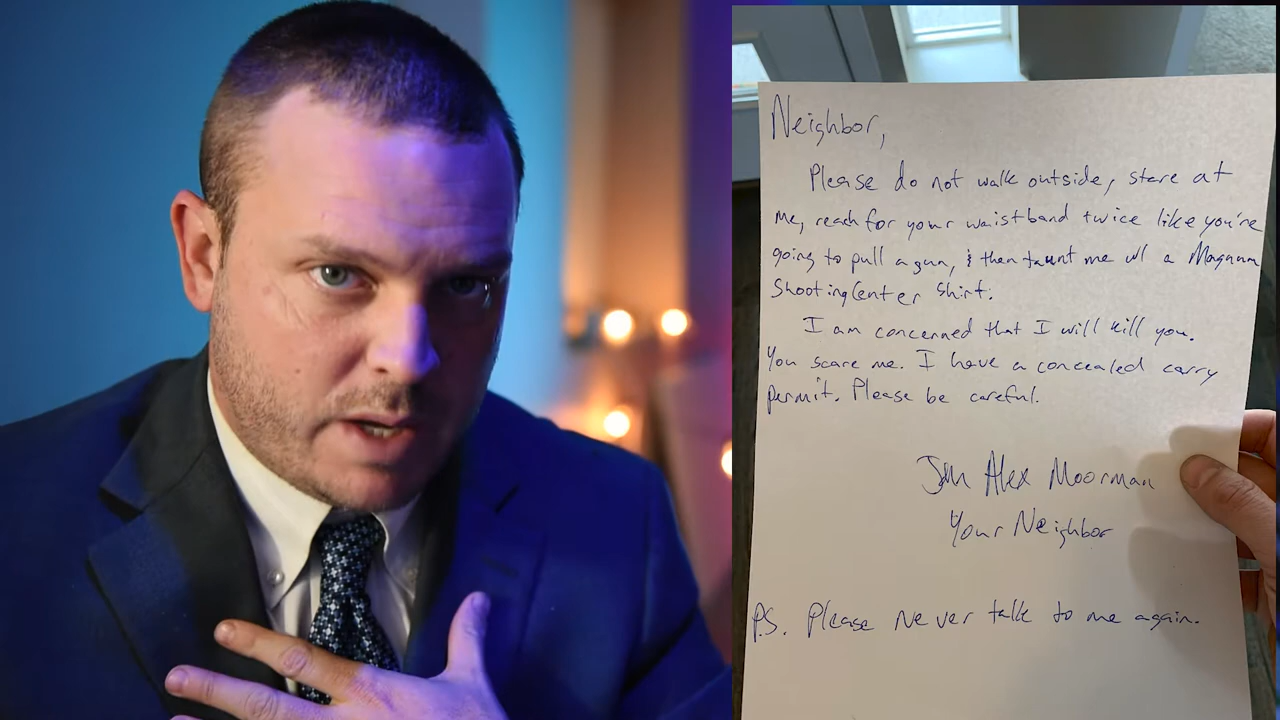 Neighbor,
Please do not walk outside, stare at
me, reach for your waistband twice like you're
going to pull a gun, & then taunt me w/ a Magnum
Shooting Center shirt.
I am concerned that I will kill you.
You scare me. I have a concealed carry
permit. Please be careful.
Alex Moorman
Your Neighbor
P.S. Please never talk to me again.